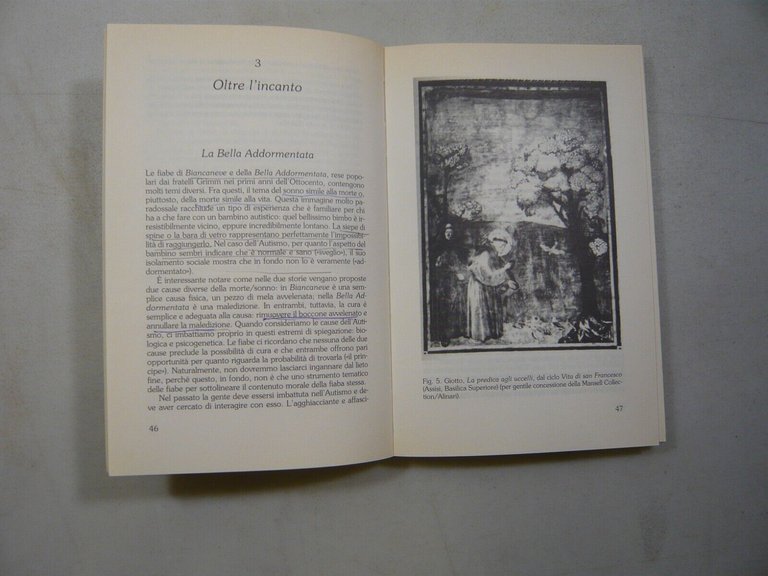 3
Oltre l'incanto
La Bella Addormentata
Le fiabe di Biancaneve e della Bella Addormentata, rese popo-
lari dai fratelli Grimm nei primi anni dell'Ottocento, contengono
molti temi diversi. Fra questi, il tema del sonno simile alla morte o,
piuttosto, della morte simile alla vita. Questa immagine molto
paradossale racchiude un tipo di esperienza che è familiare per chi
ha a che fare con un bambino autistico: quel bellissimo bimbo è ir-
resistibilmente vicino, eppure incredibilmente lontano. La siepe di
spine o la bara di vetro rappresentano perfettamente l'impossibi-
lità di raggiungerlo. Nel caso dell'Autismo, per quanto l'aspetto del
bambino sembri indicare che è normale e sano («sveglio»), il suo
isolamento sociale mostra che in fondo non lo è veramente («ad-
dormentato»).
È interessante notare come nelle due storie vengano proposte
due cause diverse della morte/sonno: in Biancaneve è una sem-
plice causa fisica, un pezzo di mela avvelenata; nella Bella Ad-
dormentata è una maledizione. In entrambi, tuttavia, la cura è
semplice e adeguata alla causa: rimuovere il boccone avvelenato e
annullare la maledizione. Quando consideriamo le cause dell'Auti-
smo, ci imbattiamo proprio in questi estremi di spiegazione: bio-
logica e psicogenetica. Le fiabe ci ricordano che nessuna delle due
cause preclude la possibilità di cura e che entrambe offrono pari
opportunità per quanto riguarda la probabilità di trovarla («il prin-
cipe»). Naturalmente, non dovremmo lasciarci ingannare dal lieto
fine, perché questo, in fondo, non è che uno strumento tematico
delle fiabe per sottolineare il contenuto morale della fiaba stessa.
Nel passato la gente deve essersi imbattuta nell'Autismo e de-
ve aver cercato di interagire con esso. L'agghiacciante e affasci-
46
Fig. 5. Giotto, La predica agli uccelli, dal ciclo Vita di san Francesco
(Assisi, Basilica Superiore) (per gentile concessione della Mansell Collec-
tion/Alinari).
47